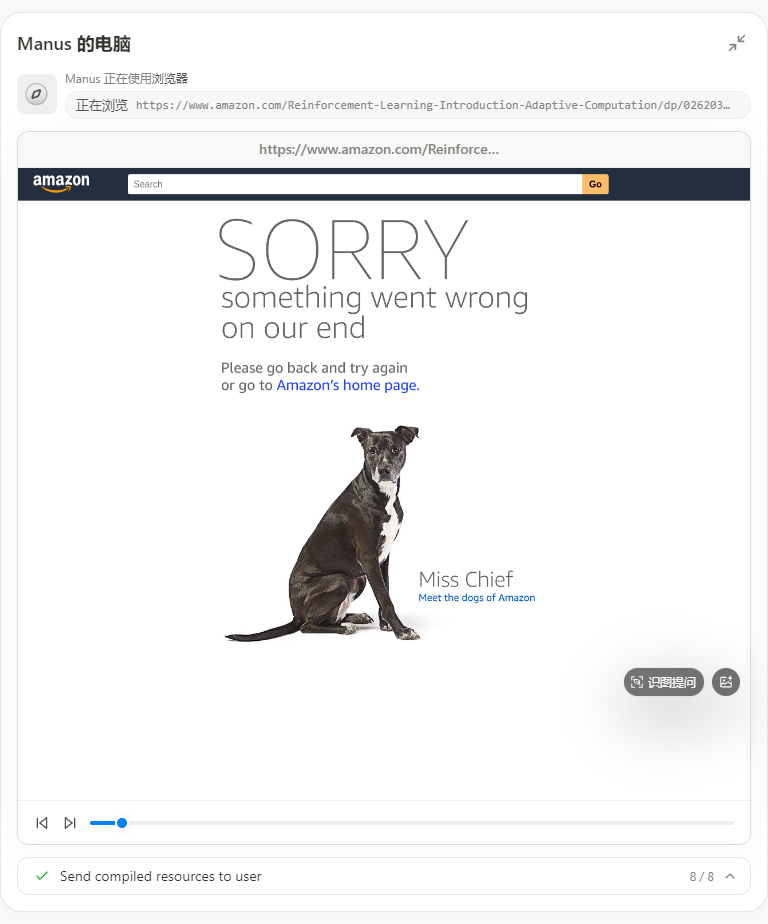 Manus 的电脑
Manus 正在使用浏览器
正在浏览 https://www.amazon.com/Reinforcement-Learning-Introduction-Adaptive-Computation/dp/026203…
https://www.amazon.com/Reinforce...
amazon Search Go
SORRY
something went wrong
on our end
Please go back and try again
or go to Amazon's home page.
Miss Chief
Meet the dogs of Amazon
识图提问
Send compiled resources to user 8 / 8